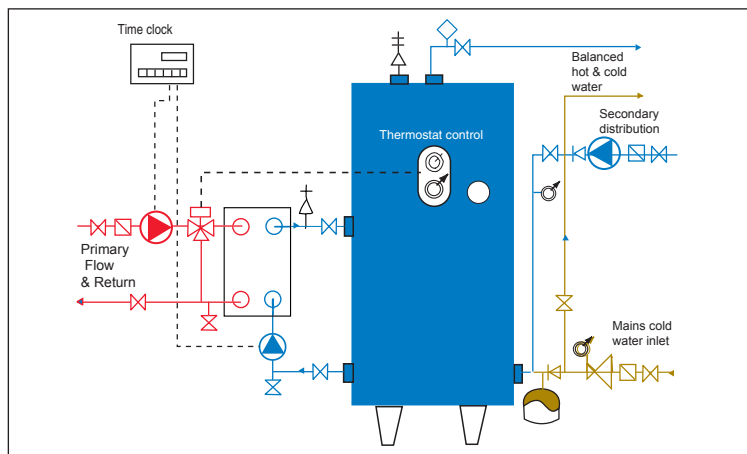 Time clock
Balanced
hot & cold
water
Secondary
distribution
Thermostat control
Primary
Flow
& Return
Mains cold
water inlet